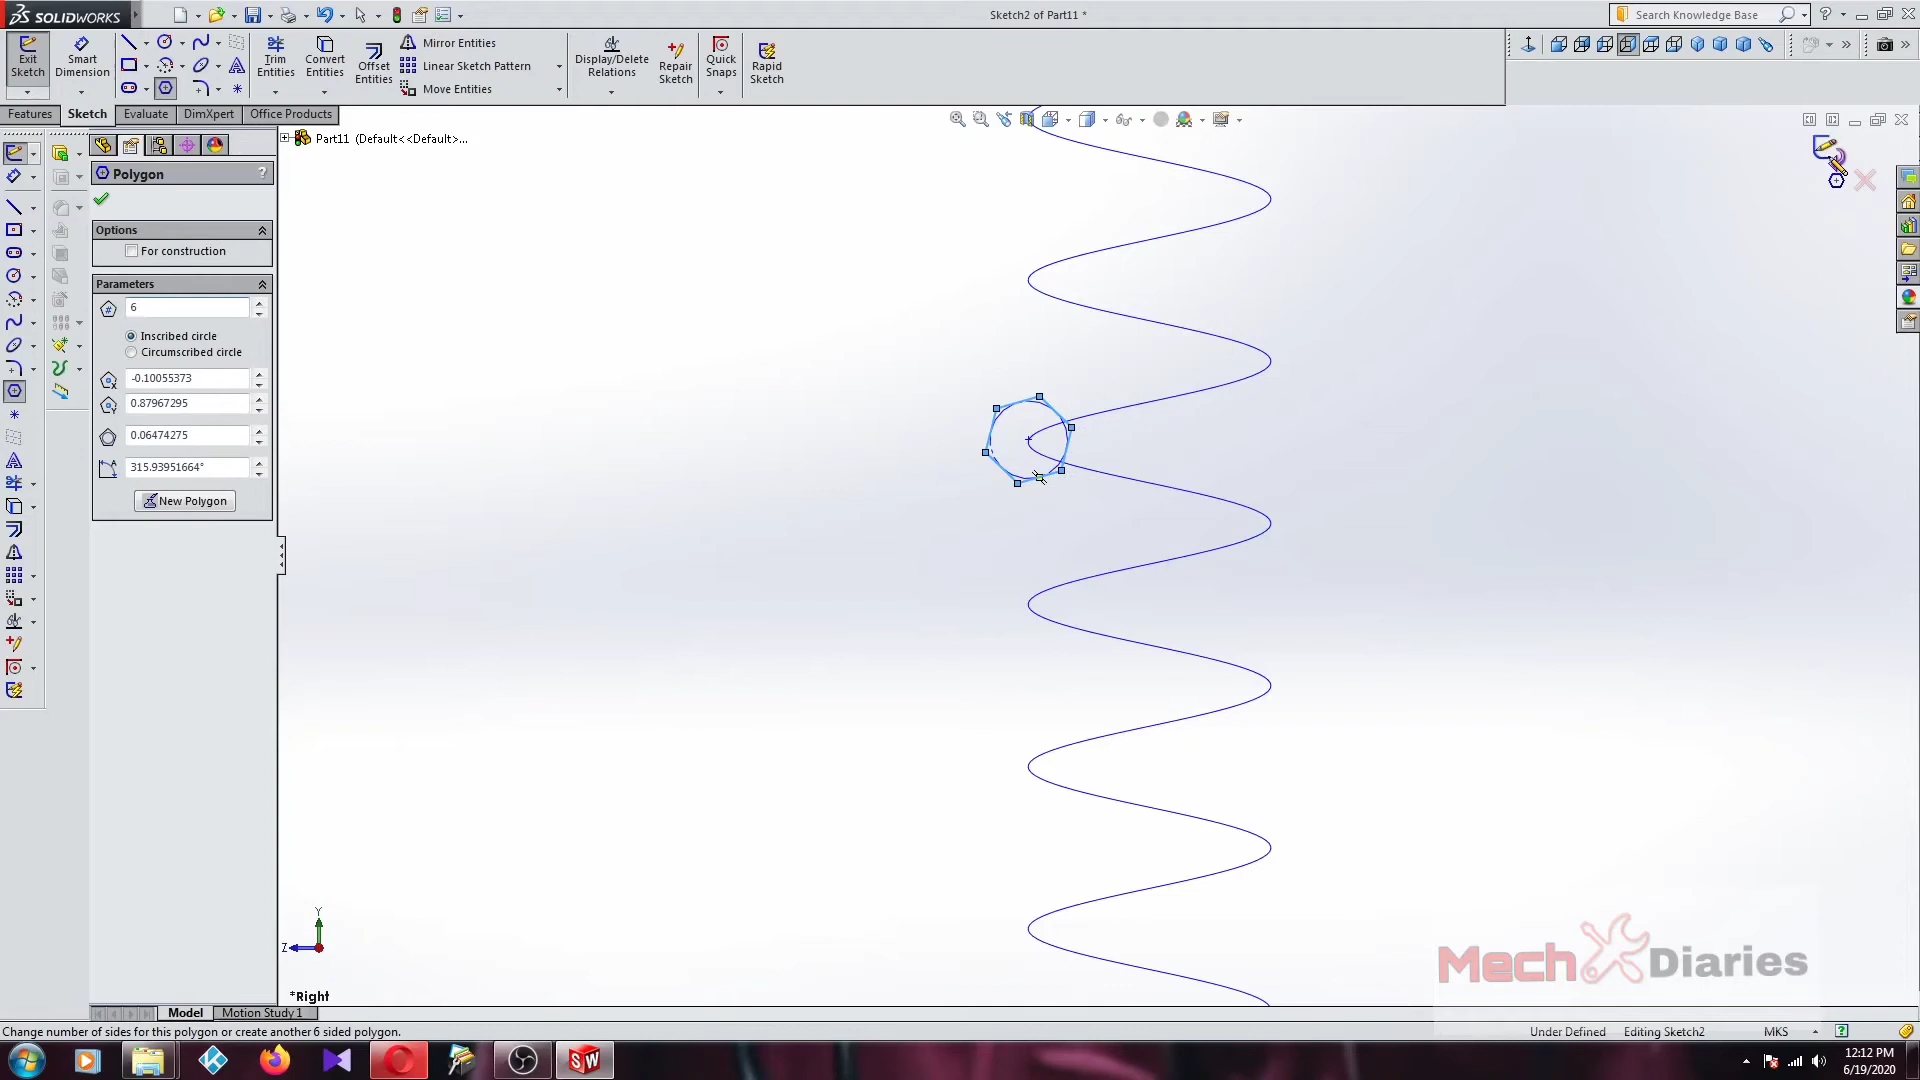 SOLIDWORKS
Sketch2 of Part11 *
Search Knowledge Base
Exit Sketch
Smart Dimension
Trim Entities
Convert Entities
Offset Entities
Mirror Entities
Linear Sketch Pattern
Move Entities
Display/Delete Relations
Repair Sketch
Quick Snaps
Rapid Sketch
Features
Sketch
Evaluate
DimXpert
Office Products
Part11 (Default<<Default>...
Polygon
?
Options
For construction
Parameters
6
Inscribed circle
Circumscribed circle
-0.10055373
0.87967295
0.06474275
315.93951664°
New Polygon
Y
Z
*Right
Mech Diaries
Model
Motion Study 1
Change number of sides for this polygon or create another 6 sided polygon.
Under Defined
Editing Sketch2
MKS
12:12 PM
6/19/2020